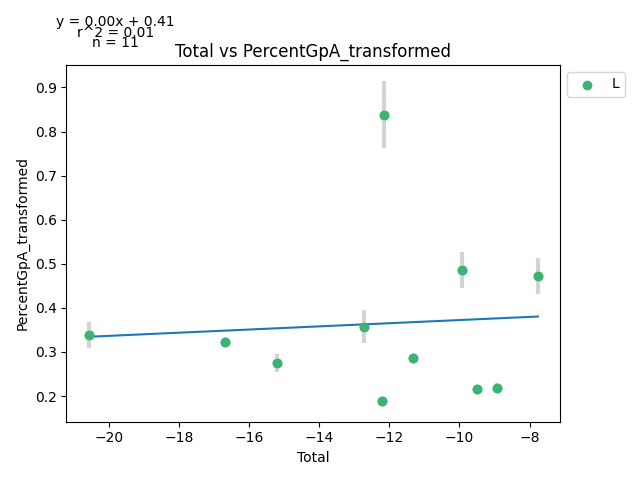 y = 0.00x + 0.41
r^2 = 0.01
n = 11
Total vs PercentGpA_transformed
L
PercentGpA_transformed
0.9
0.8
0.7
0.6
0.5
0.4
0.3
0.2
−20
−18
−16
−14
−12
−10
−8
Total